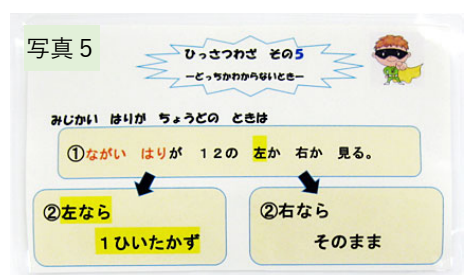 写真５
ひっさつわざ その5
―どっちかわからないとき―
みじかい はりが ちょうどの ときは
①ながい はりが １２の 左か 右か 見る。
②左なら
１ひいたかず
②右なら
そのまま